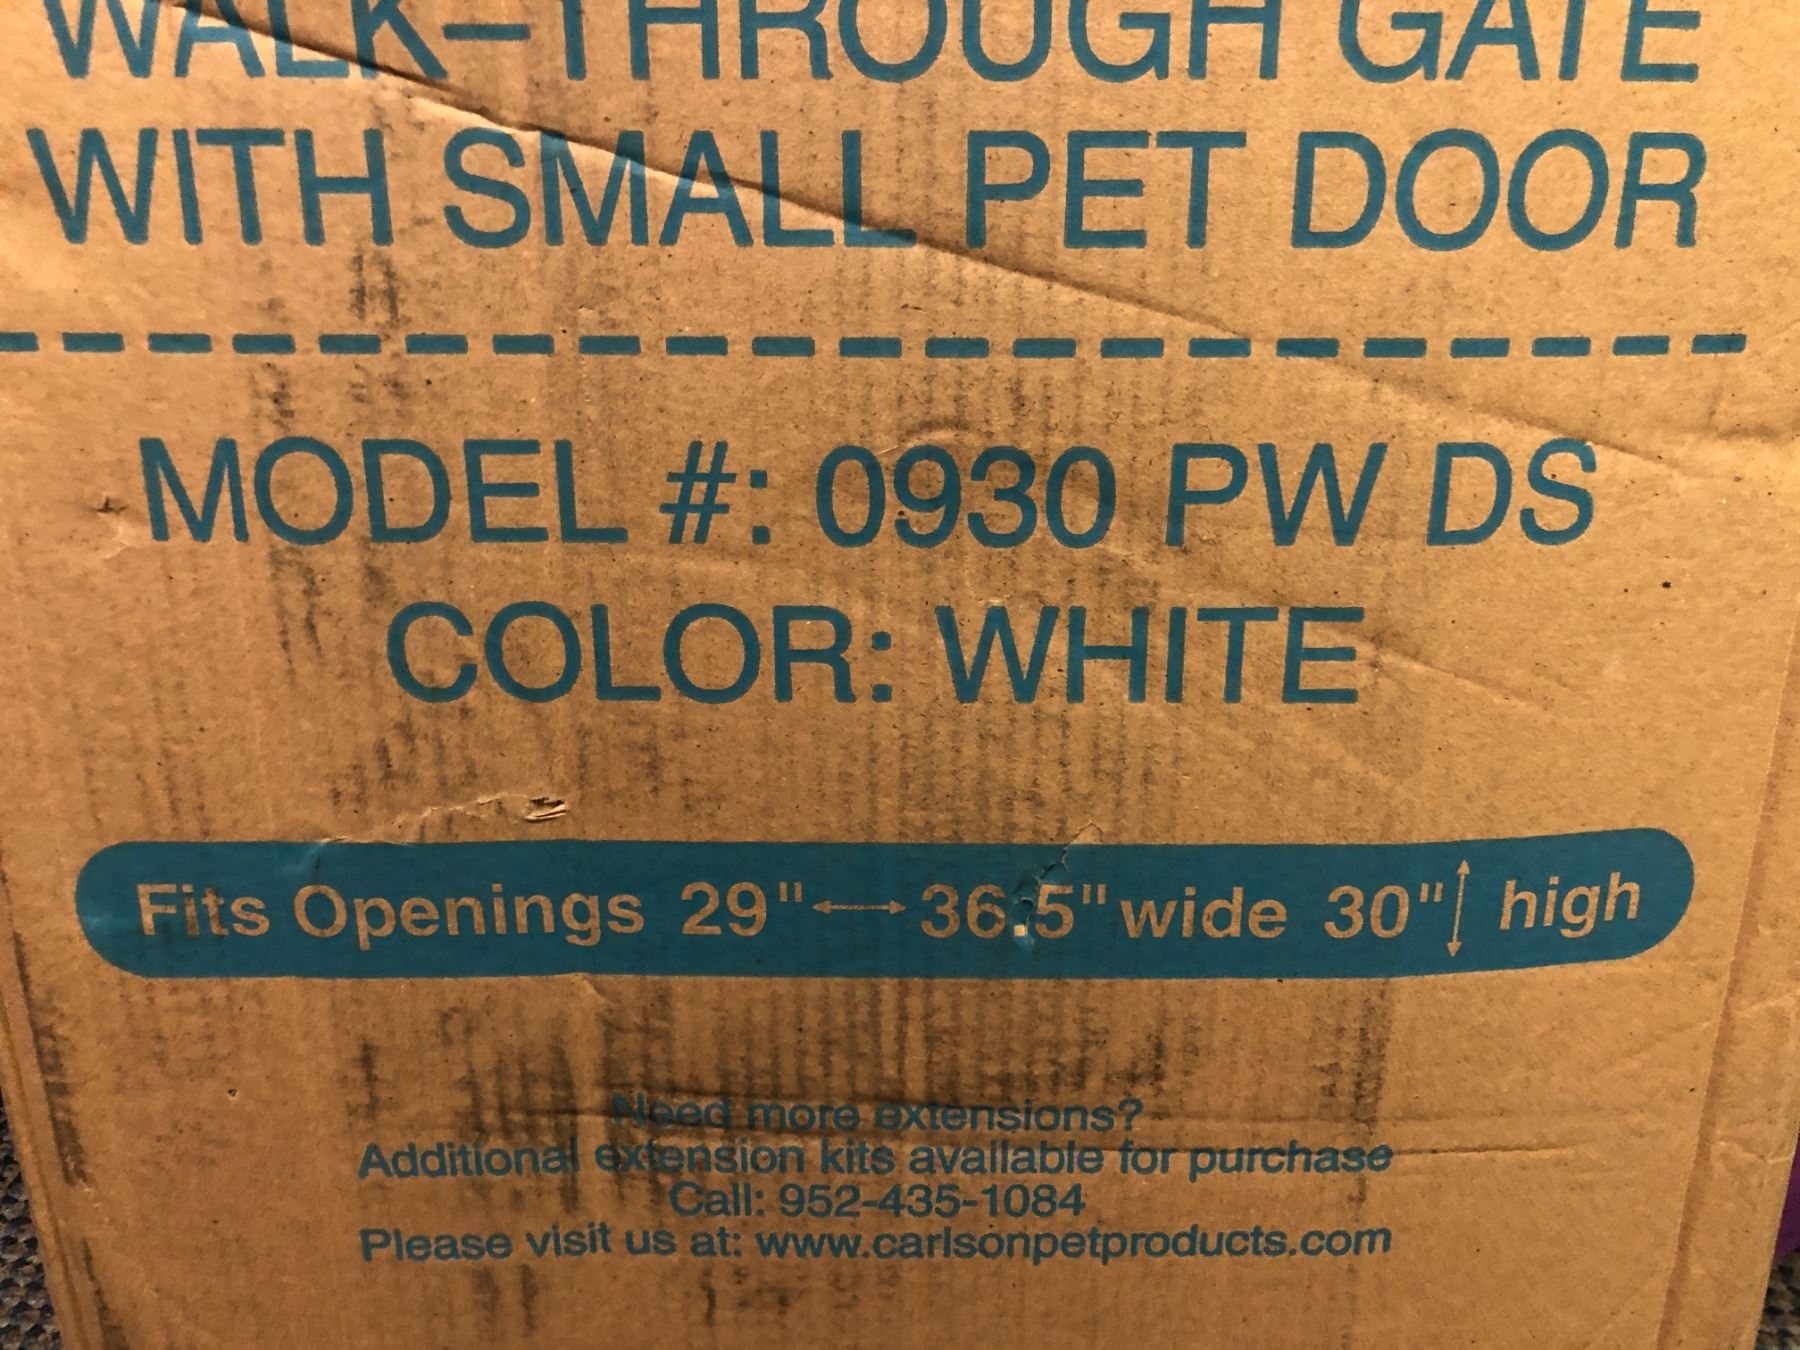 WALK-THROUGH GATE
WITH SMALL PET DOOR
MODEL #: 0930 PW DS
COLOR: WHITE
Fits Openings 29"↔36.5" wide 30"↕ high
Need more extensions?
Additional extension kits available for purchase
Call: 952-435-1084
Please visit us at: www.carlsonpetproducts.com